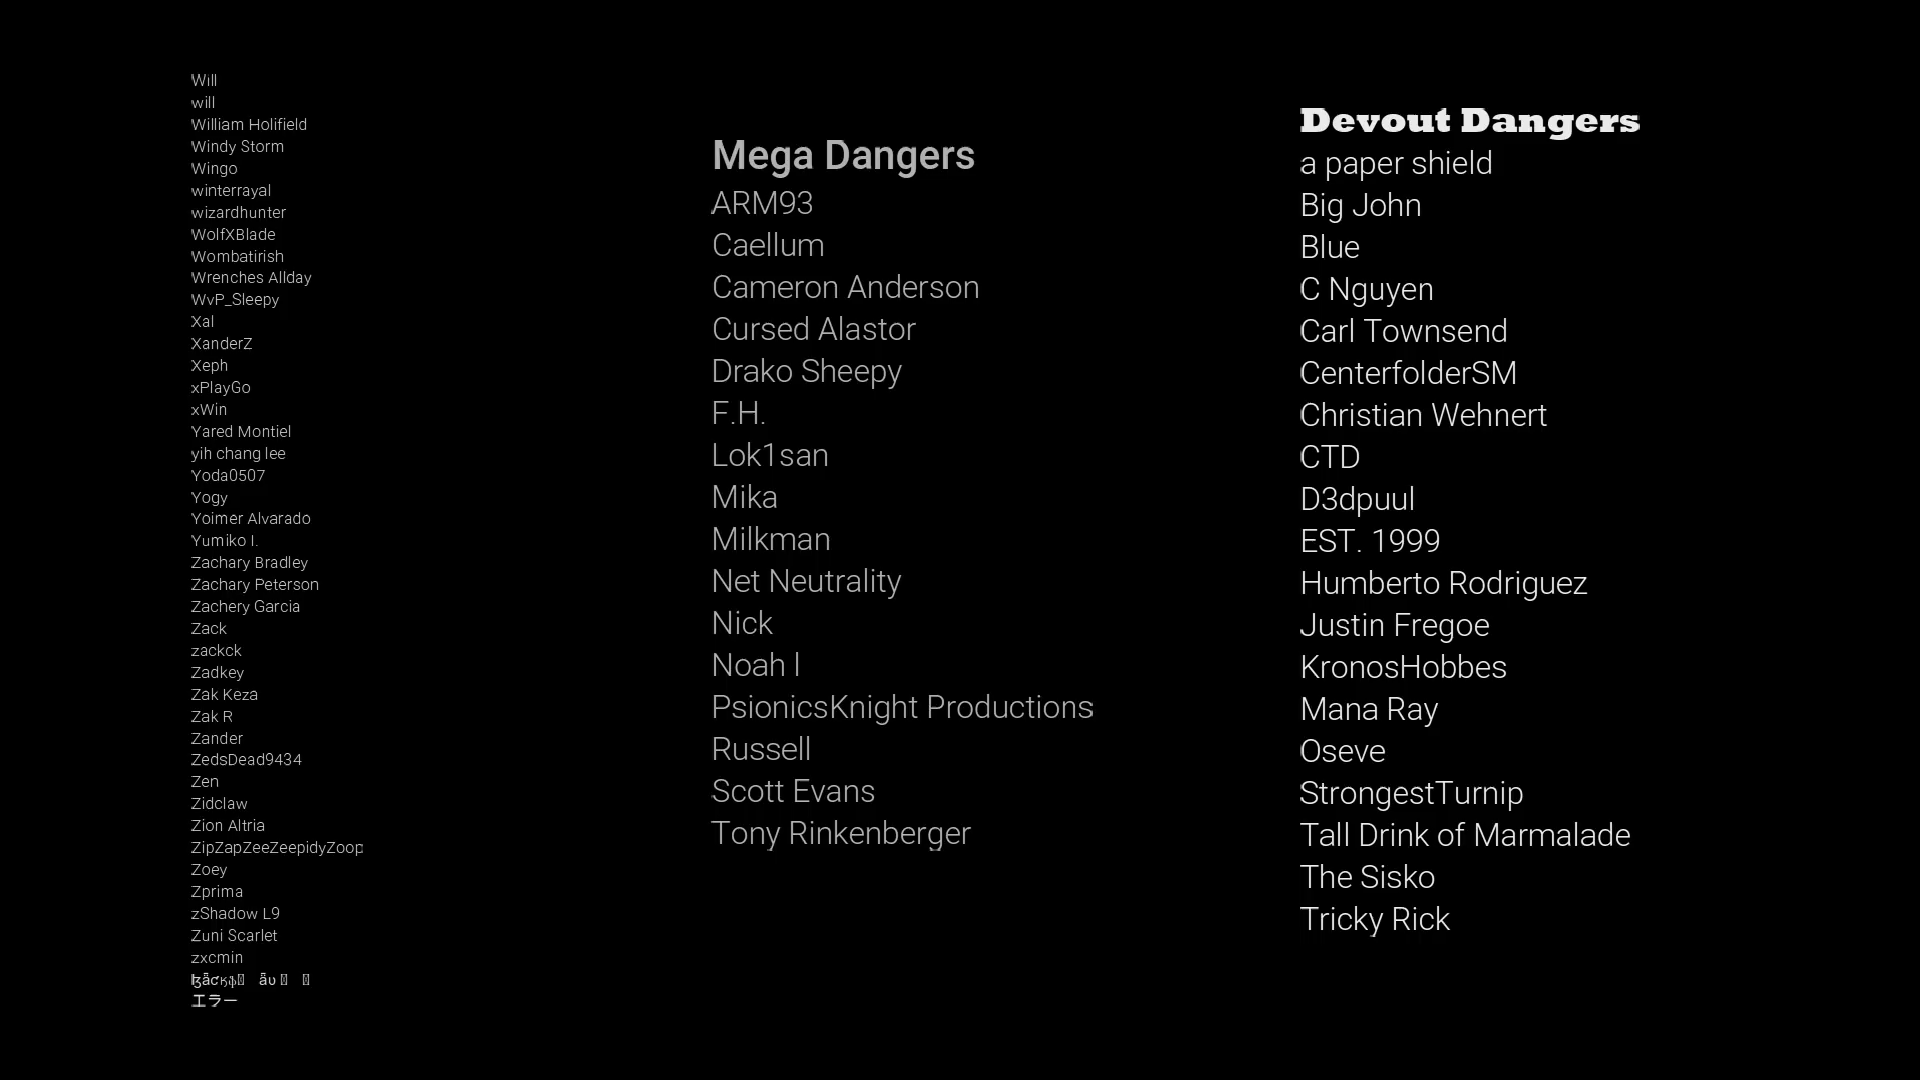 Will
will
William Holifield
Windy Storm
Wingo
winterrayal
wizardhunter
WolfXBlade
Wombatirish
Wrenches Allday
WvP_Sleepy
Xal
XanderZ
Xeph
xPlayGo
xWin
Yared Montiel
yih chang lee
Yoda0507
Yogy
Yoimer Alvarado
Yumiko I.
Zachary Bradley
Zachary Peterson
Zachery Garcia
Zack
zackck
Zadkey
Zak Keza
Zak R
Zander
ZedsDead9434
Zen
Zidclaw
Zion Altria
ZipZapZeeZeepidyZoop
Zoey
Zprima
zShadow L9
Zuni Scarlet
zxcmin
エラー
Mega Dangers
ARM93
Caellum
Cameron Anderson
Cursed Alastor
Drako Sheepy
F.H.
Lok1san
Mika
Milkman
Net Neutrality
Nick
Noah l
PsionicsKnight Productions
Russell
Scott Evans
Tony Rinkenberger
Devout Dangers
a paper shield
Big John
Blue
C Nguyen
Carl Townsend
CenterfolderSM
Christian Wehnert
CTD
D3dpuul
EST. 1999
Humberto Rodriguez
Justin Fregoe
KronosHobbes
Mana Ray
Oseve
StrongestTurnip
Tall Drink of Marmalade
The Sisko
Tricky Rick